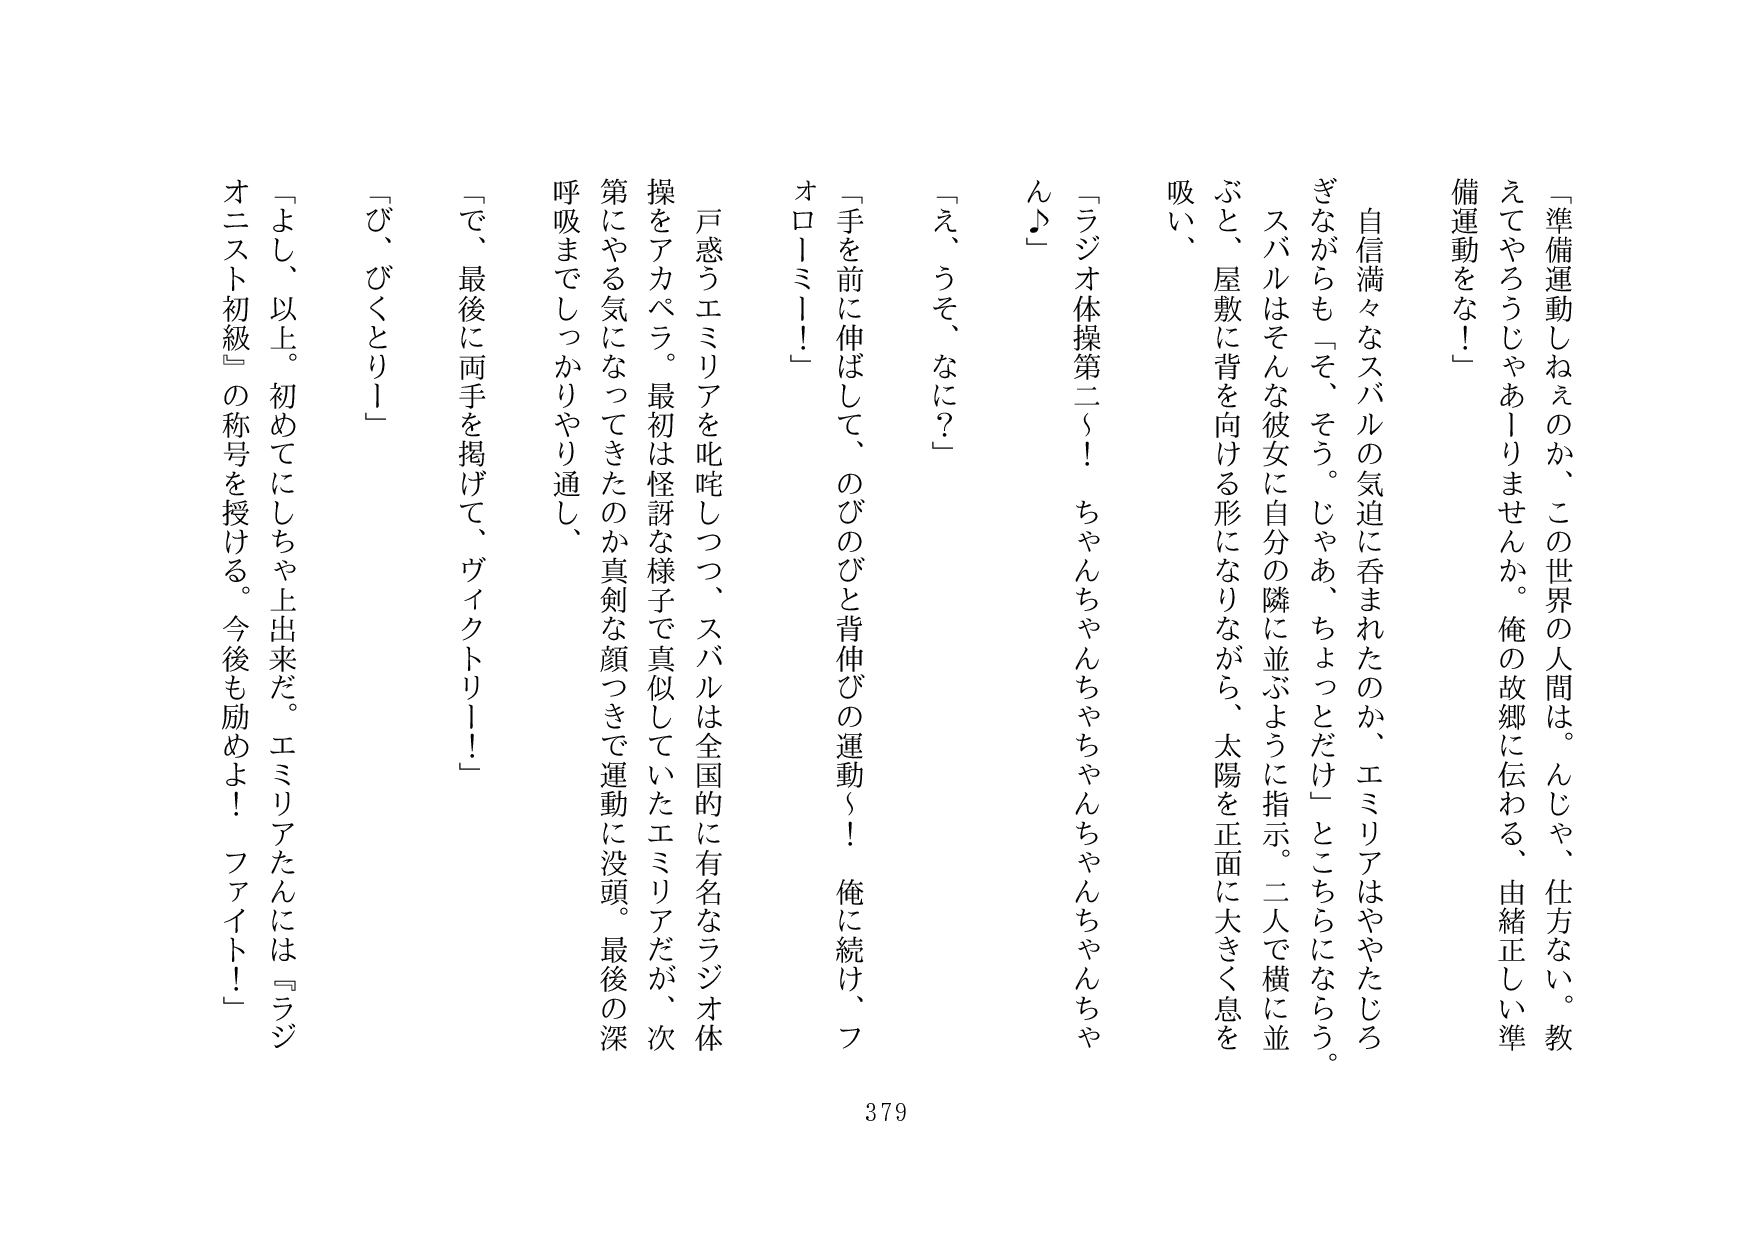 「準備運動しねぇのか、この世界の人間は。んじゃ、仕方ない。教
えてやろうじゃあーりませんか。俺の故郷に伝わる、由緒正しい準
備運動をな！」
　自信満々なスバルの気迫に呑まれたのか、エミリアはややたじろ
ぎながらも「そ、そう。じゃあ、ちょっとだけ」とこちらにならう。
　スバルはそんな彼女に自分の隣に並ぶように指示。二人で横に並
ぶと、屋敷に背を向ける形になりながら、太陽を正面に大きく息を
吸い、
「ラジオ体操第二～！　ちゃんちゃんちゃちゃんちゃんちゃんちゃ
ん♪」
「え、うそ、なに？」
「手を前に伸ばして、のびのびと背伸びの運動～！　俺に続け、フ
ォローミー！」
　戸惑うエミリアを叱咤しつつ、スバルは全国的に有名なラジオ体
操をアカペラ。最初は怪訝な様子で真似していたエミリアだが、次
第にやる気になってきたのか真剣な顔つきで運動に没頭。最後の深
呼吸までしっかりやり通し、
「で、最後に両手を掲げて、ヴィクトリー！」
「び、びくとりー」
「よし、以上。初めてにしちゃ上出来だ。エミリアたんには『ラジ
オニスト初級』の称号を授ける。今後も励めよ！　ファイト！」
379